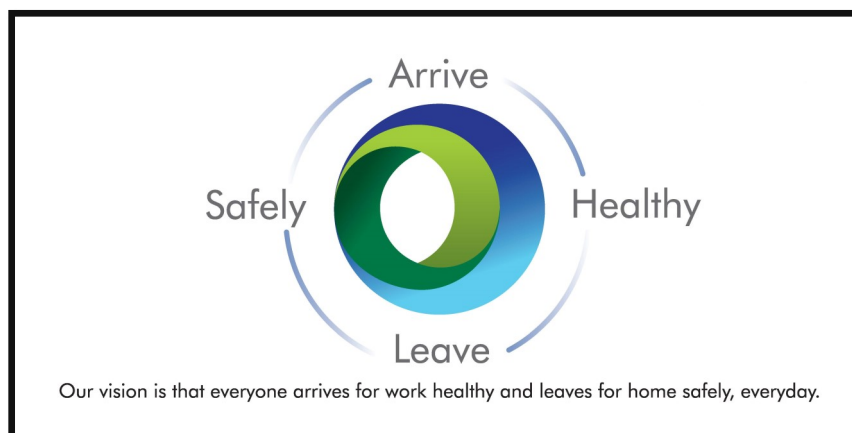 Arrive
Safely Healthy
Leave
Our vision is that everyone arrives for work healthy and leaves for home safely, everyday.